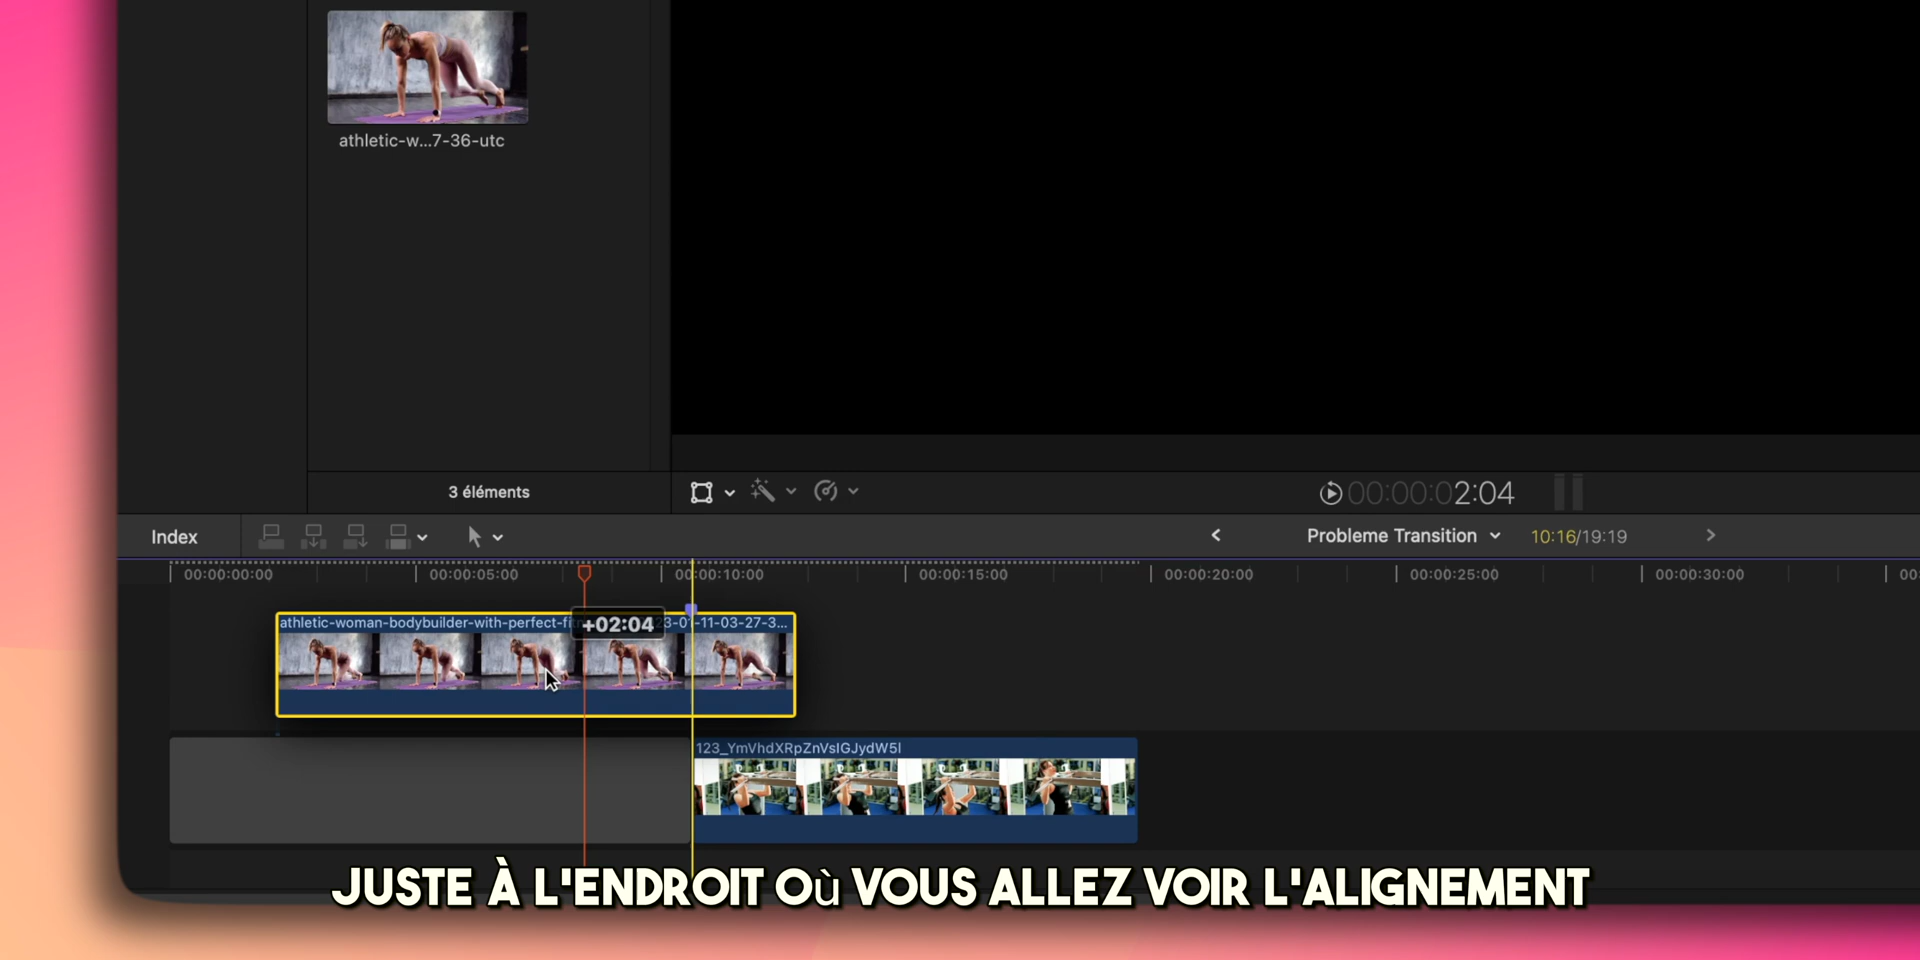 athletic-w...7-36-utc
3 éléments
00:00:02:04
Index
Probleme Transition
10:16/19:19
00:00:00:00
00:00:05:00
00:00:10:00
00:00:15:00
00:00:20:00
00:00:25:00
00:00:30:00
00
athletic-woman-bodybuilder-with-perfect-fit
+02:04
23-01-11-03-27-3...
123_YmVhdXRpZnVsIGJydW5l
JUSTE À L'ENDROIT Où VOUS ALLEZ VOIR L'ALIGNEMENT